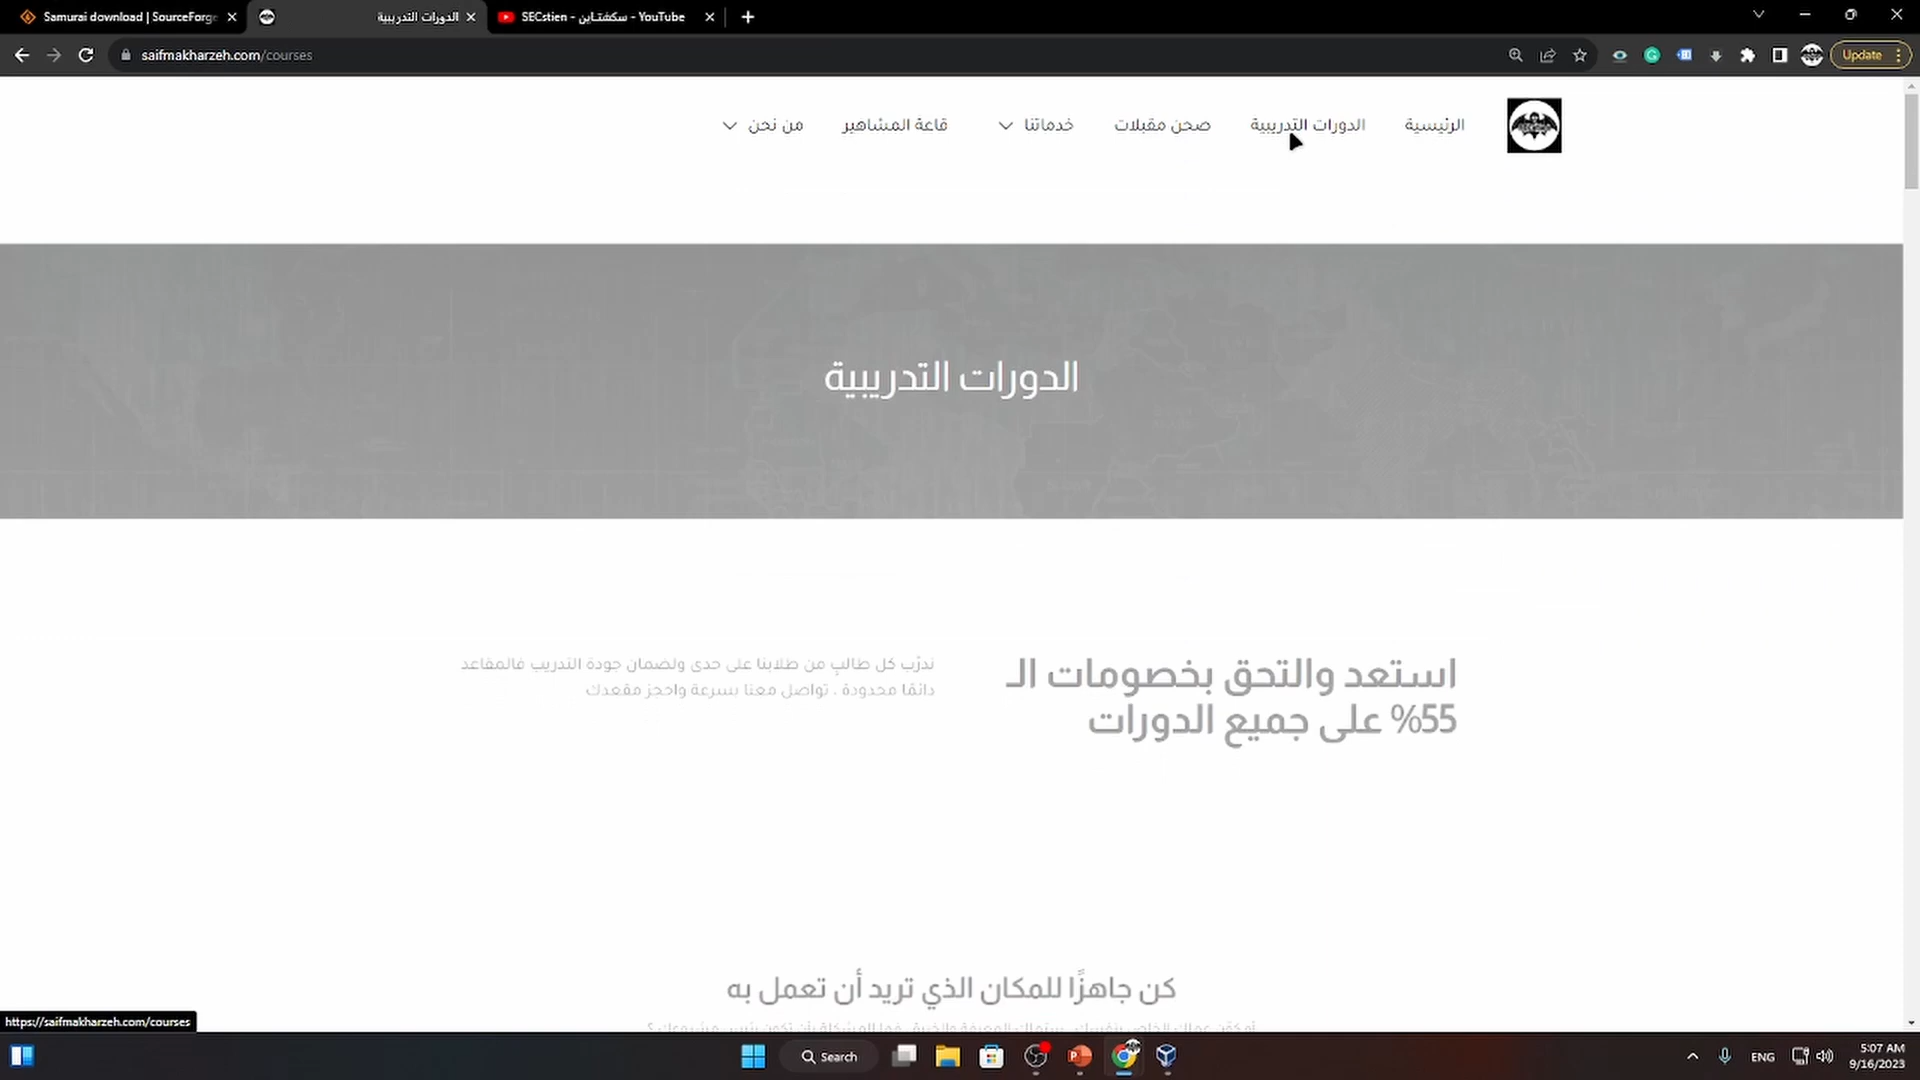 Samurai download | SourceForge
الدورات التدريبية
SECstien - سكشتاين - YouTube
saifmakharzeh.com/courses
Update
الرئيسية
الدورات التدريبية
صحن مقبلات
خدماتنا
قاعة المشاهير
من نحن
الدورات التدريبية
استعد والتحق بخصومات الـ
55% على جميع الدورات
ندرّب كل طالبٍ من طلابنا على حدى ولضمان جودة التدريب فالمقاعد
دائمًا محدودة ، تواصل معنا بسرعة واحجز مقعدك
كن جاهزًا للمكان الذي تريد أن تعمل به
https://saifmakharzeh.com/courses
Search
ENG
5:07 AM
9/16/2023